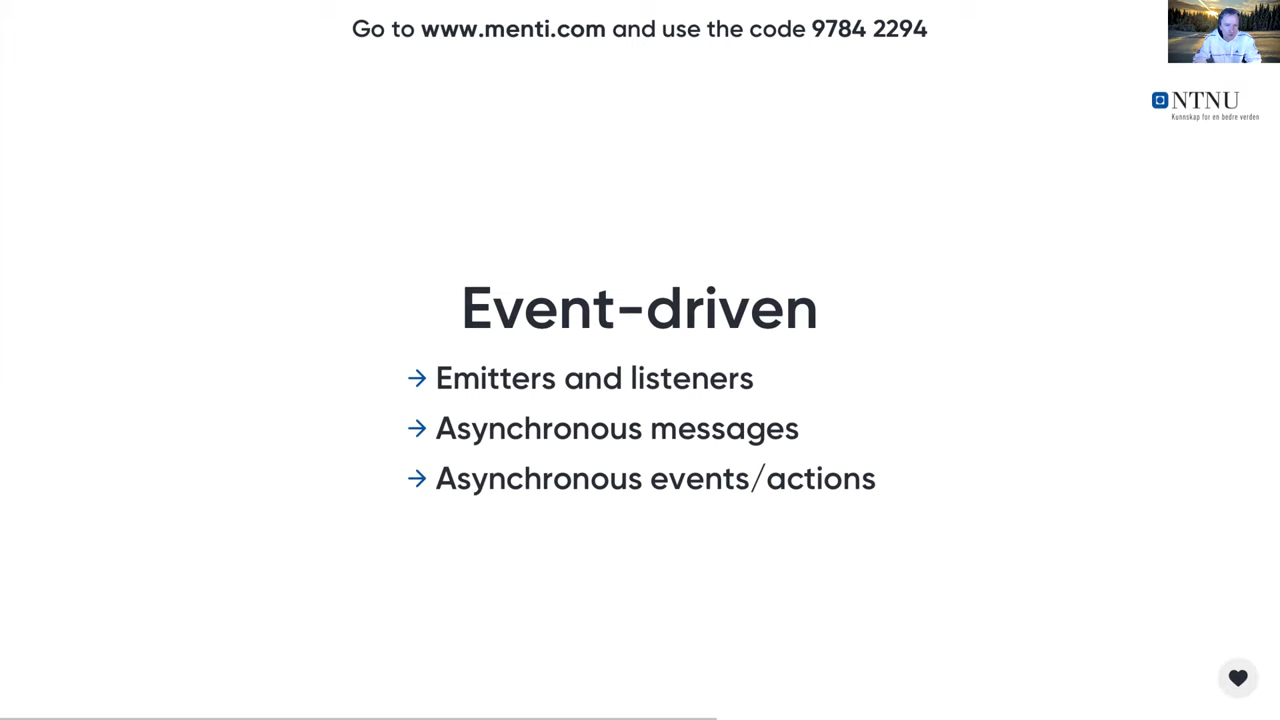 Go to www.menti.com and use the code 9784 2294
NTNU
Kunnskap for en bedre verden
Event-driven
→ Emitters and listeners
→ Asynchronous messages
→ Asynchronous events/actions